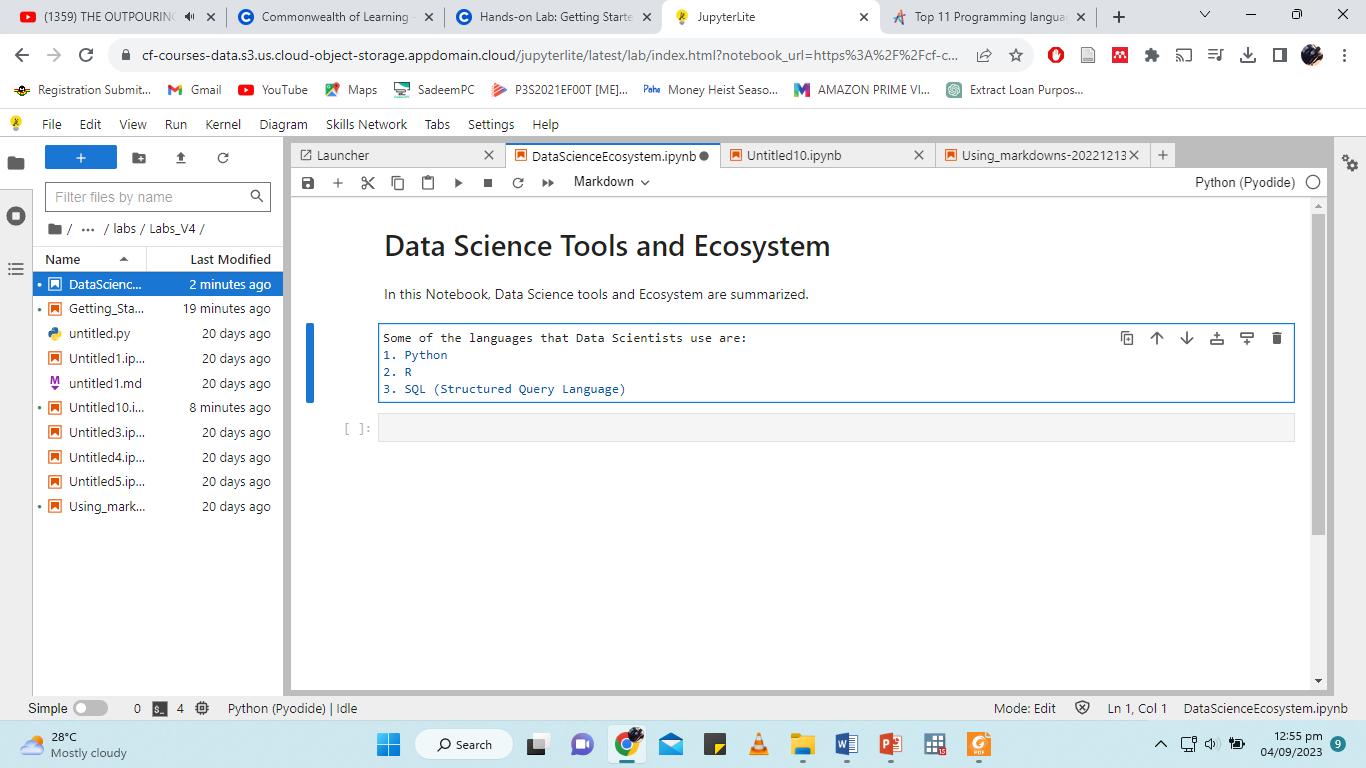 (1359) THE OUTPOURING
Commonwealth of Learning -
Hands-on Lab: Getting Starte
JupyterLite
Top 11 Programming langua
cf-courses-data.s3.us.cloud-object-storage.appdomain.cloud/jupyterlite/latest/lab/index.html?notebook_url=https%3A%2F%2Fcf-c...
Registration Submit...
Gmail
YouTube
Maps
SadeemPC
P3S2021EF00T [ME]...
Money Heist Seaso...
AMAZON PRIME VI...
Extract Loan Purpos...
File Edit View Run Kernel Diagram Skills Network Tabs Settings Help
Launcher
DataScienceEcosystem.ipynb
Untitled10.ipynb
Using_markdowns-20221213
Filter files by name
Markdown
Python (Pyodide)
/ ... / labs / Labs_V4 /
Name Last Modified
DataScienc... 2 minutes ago
Getting_Sta... 19 minutes ago
untitled.py 20 days ago
Untitled1.ip... 20 days ago
untitled1.md 20 days ago
Untitled10.i... 8 minutes ago
Untitled3.ip... 20 days ago
Untitled4.ip... 20 days ago
Untitled5.ip... 20 days ago
Using_mark... 20 days ago
Data Science Tools and Ecosystem
In this Notebook, Data Science tools and Ecosystem are summarized.
Some of the languages that Data Scientists use are:
1. Python
2. R
3. SQL (Structured Query Language)
[ ]:
Simple 0 4 Python (Pyodide) | Idle
Mode: Edit Ln 1, Col 1 DataScienceEcosystem.ipynb
28°C
Mostly cloudy
Search
12:55 pm
04/09/2023
9